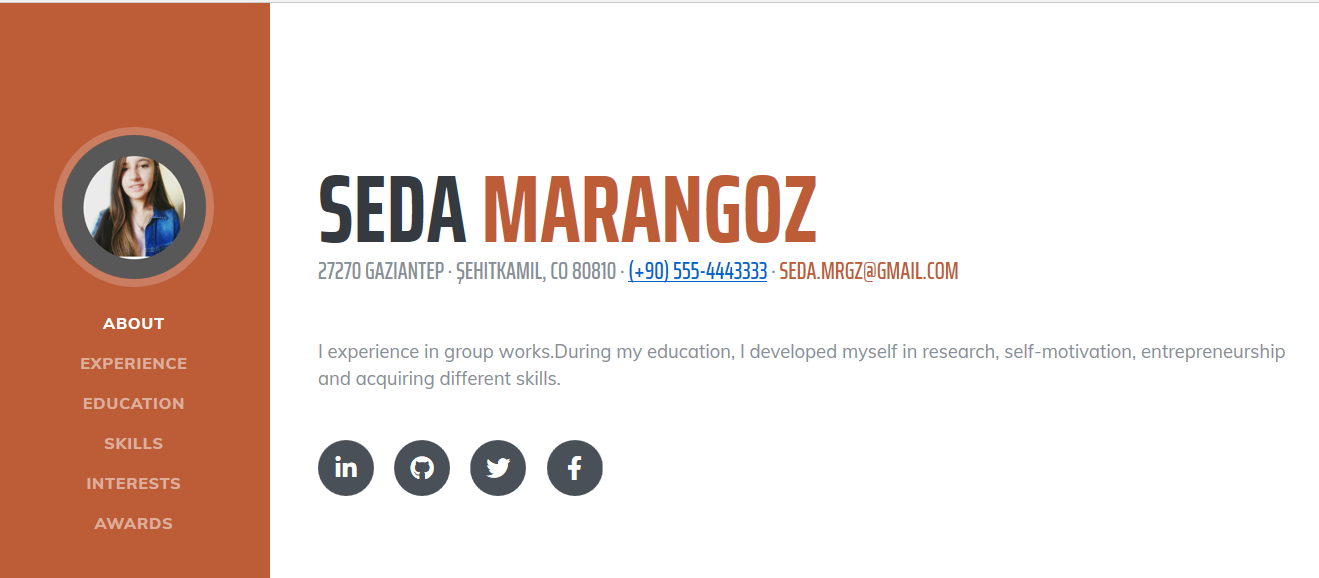 ABOUT
EXPERIENCE
EDUCATION
SKILLS
INTERESTS
AWARDS
SEDA MARANGOZ
27270 GAZIANTEP · ŞEHITKAMIL, CO 80810 · (+90) 555-4443333 · SEDA.MRGZ@GMAIL.COM
I experience in group works.During my education, I developed myself in research, self-motivation, entrepreneurship
and acquiring different skills.
in
f